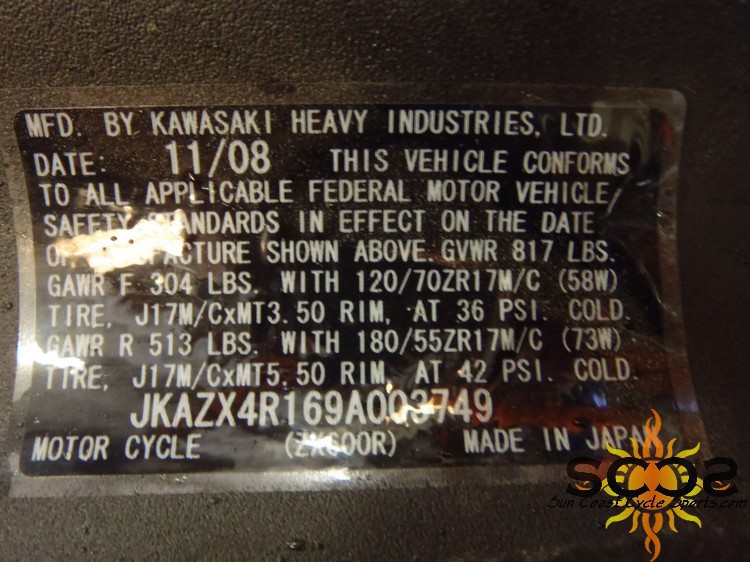 MFD. BY KAWASAKI HEAVY INDUSTRIES, LTD.
DATE: 11/08 THIS VEHICLE CONFORMS
TO ALL APPLICABLE FEDERAL MOTOR VEHICLE
SAFETY STANDARDS IN EFFECT ON THE DATE
OF MANUFACTURE SHOWN ABOVE. GVWR 817 LBS.
GAWR F 304 LBS. WITH 120/70ZR17M/C (58W)
TIRE, J17M/CxMT3.50 RIM, AT 36 PSI. COLD.
GAWR R 513 LBS. WITH 180/55ZR17M/C (73W)
TIRE, J17M/CxMT5.50 RIM, AT 42 PSI. COLD.
JKAZX4R169A003749
MOTOR CYCLE (ZX600R) MADE IN JAPAN
SCCS
Sun Coast Cycle Sports.com